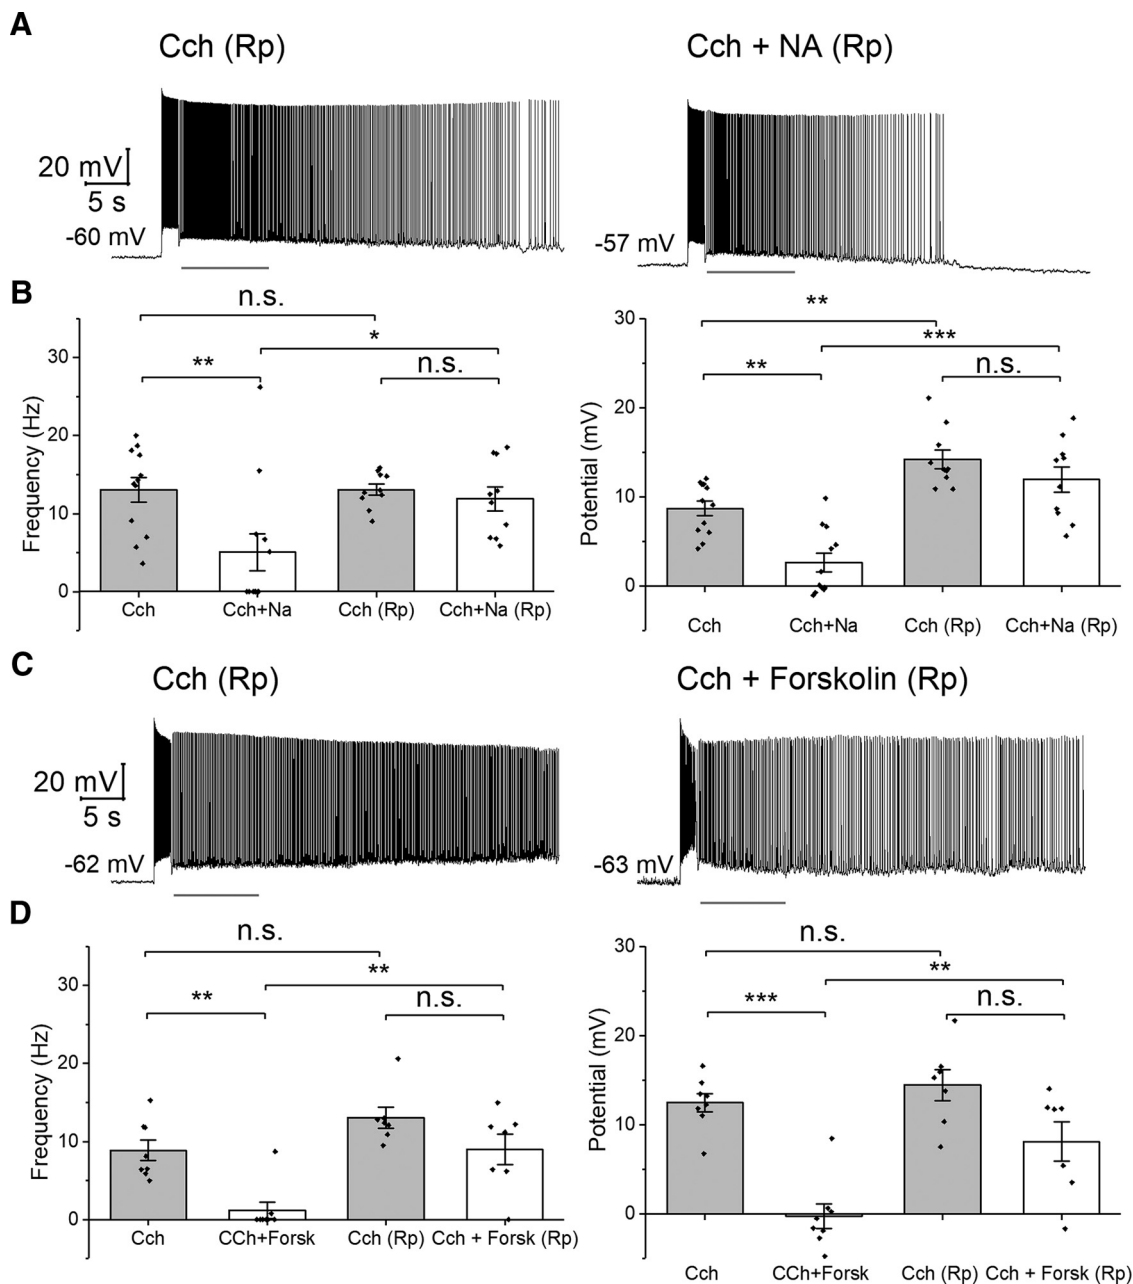 A
Cch (Rp)
Cch + NA (Rp)
20 mV
5 s
-60 mV
-57 mV
B
n.s.
**
*
n.s.
**
30
20
10
0
Frequency (Hz)
Cch
Cch+Na
Cch (Rp)
Cch+Na (Rp)
**
***
**
n.s.
30
20
10
0
Potential (mV)
Cch
Cch+Na
Cch (Rp)
Cch+Na (Rp)
C
Cch (Rp)
Cch + Forskolin (Rp)
20 mV
5 s
-62 mV
-63 mV
D
n.s.
**
**
n.s.
30
20
10
0
Frequency (Hz)
Cch
CCh+Forsk
Cch (Rp)
Cch + Forsk (Rp)
n.s.
**
***
n.s.
30
20
10
0
Potential (mV)
Cch
CCh+Forsk
Cch (Rp)
Cch + Forsk (Rp)